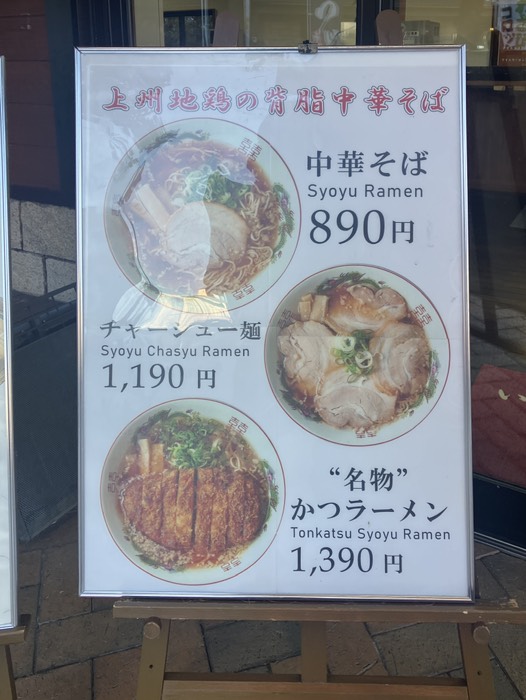 上州地鶏の背脂中華そば
中華そば
Syoyu Ramen
890円
チャーシュー麺
Syoyu Chasyu Ramen
1,190 円
“名物”
かつラーメン
Tonkatsu Syoyu Ramen
1,390 円